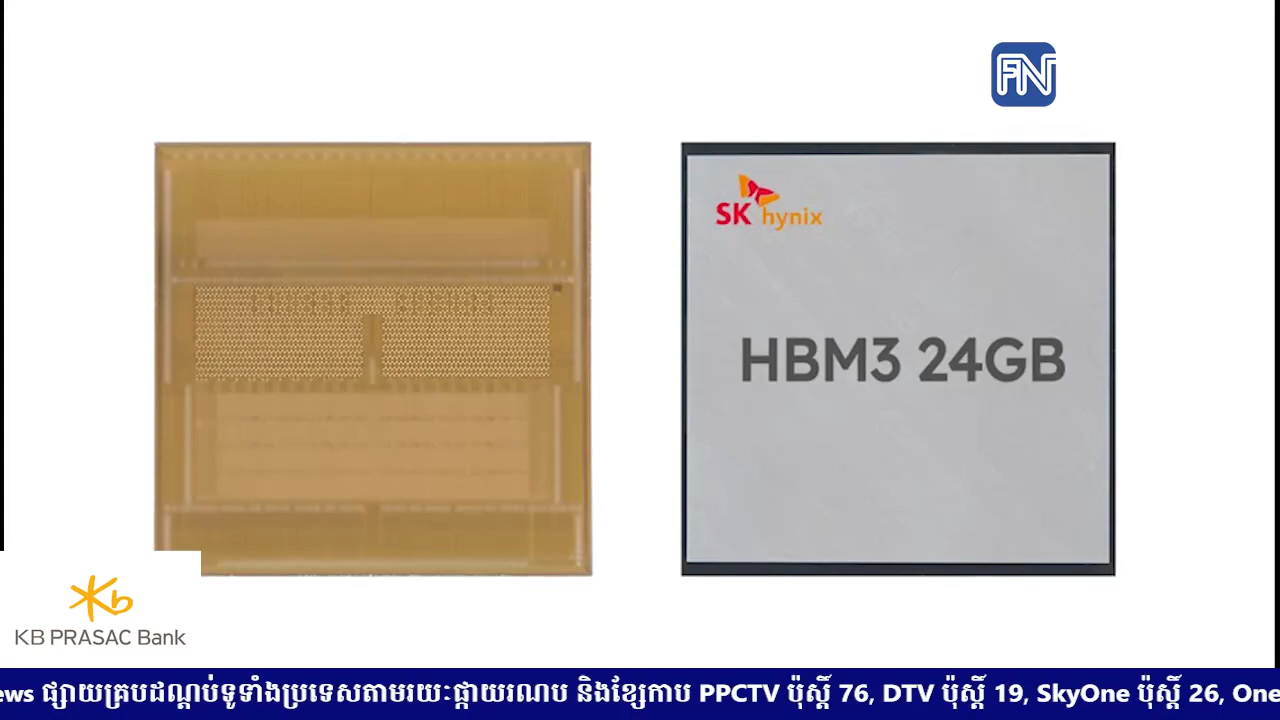 FN
SK hynix
HBM3 24GB
KB PRASAC Bank
ews ផ្សាយគ្របដណ្តប់ទូទាំងប្រទេសតាមរយៈផ្កាយរណប និងខ្សែកាប PPCTV ប៉ុស្តិ៍ 76, DTV ប៉ុស្តិ៍ 19, SkyOne ប៉ុស្តិ៍ 26, One